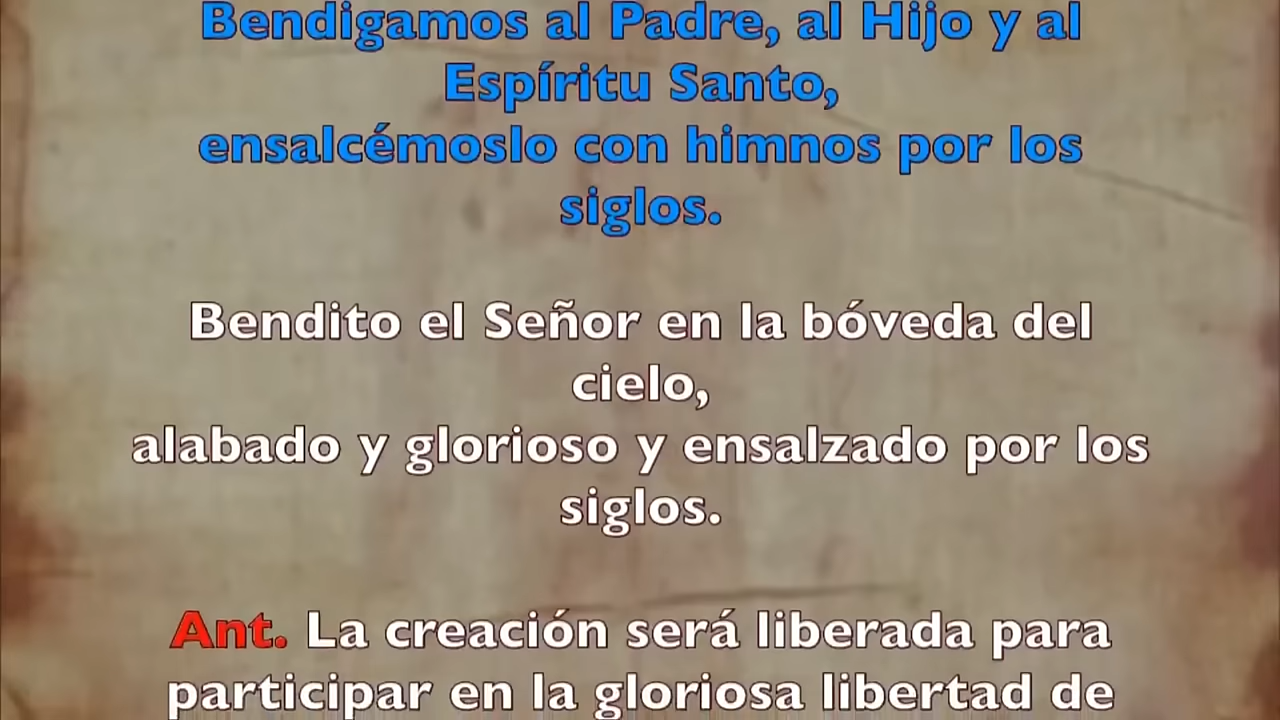 Bendigamos al Padre, al Hijo y al
Espíritu Santo,
ensalcémoslo con himnos por los
siglos.
Bendito el Señor en la bóveda del
cielo,
alabado y glorioso y ensalzado por los
siglos.
Ant. La creación será liberada para
participar en la gloriosa libertad de